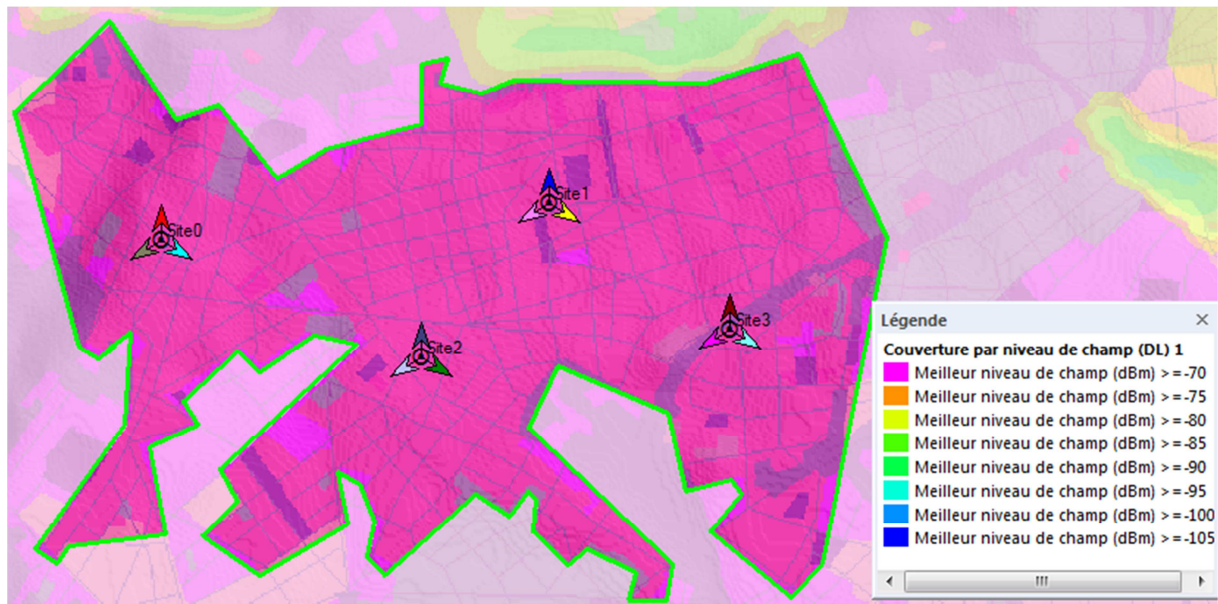 Site0
Site1
Site2
Site3
Légende
Couverture par niveau de champ (DL) 1
Meilleur niveau de champ (dBm) >=-70
Meilleur niveau de champ (dBm) >=-75
Meilleur niveau de champ (dBm) >=-80
Meilleur niveau de champ (dBm) >=-85
Meilleur niveau de champ (dBm) >=-90
Meilleur niveau de champ (dBm) >=-95
Meilleur niveau de champ (dBm) >=-100
Meilleur niveau de champ (dBm) >=-105